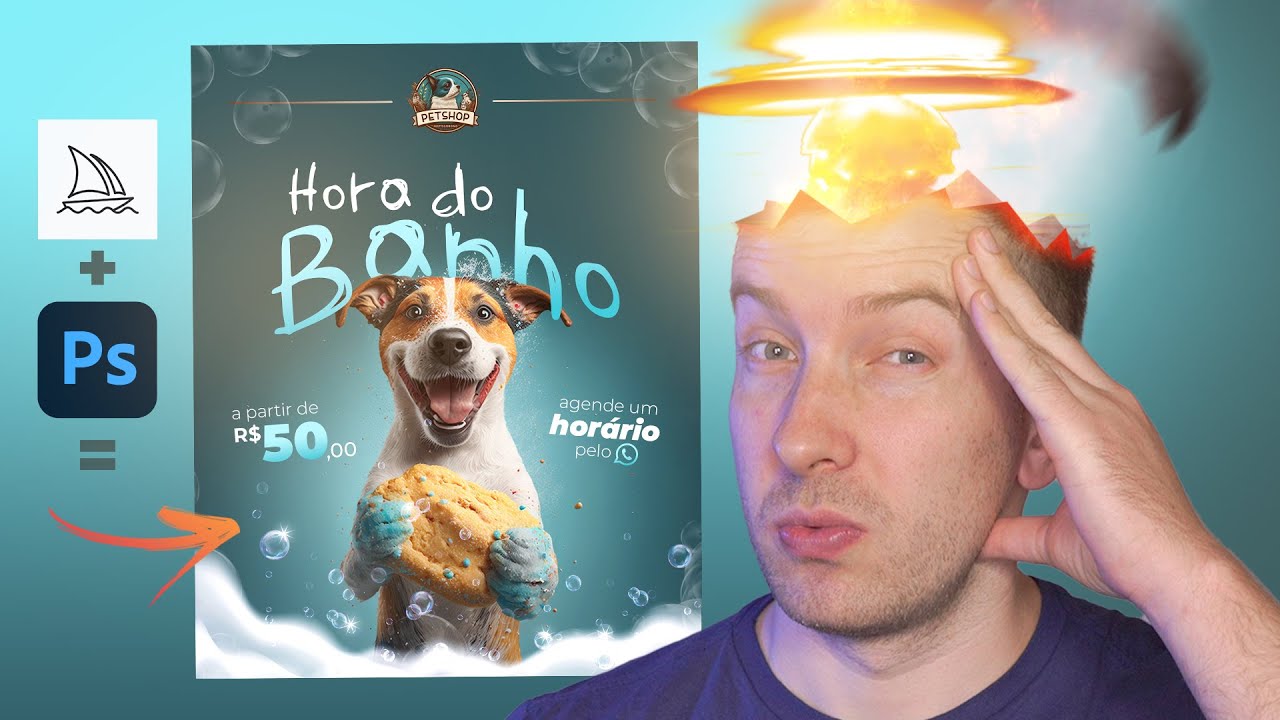 PETSHOP
Hora do
Banho
a partir de
R$50,00
agende um
horário
pelo
+
Ps
=